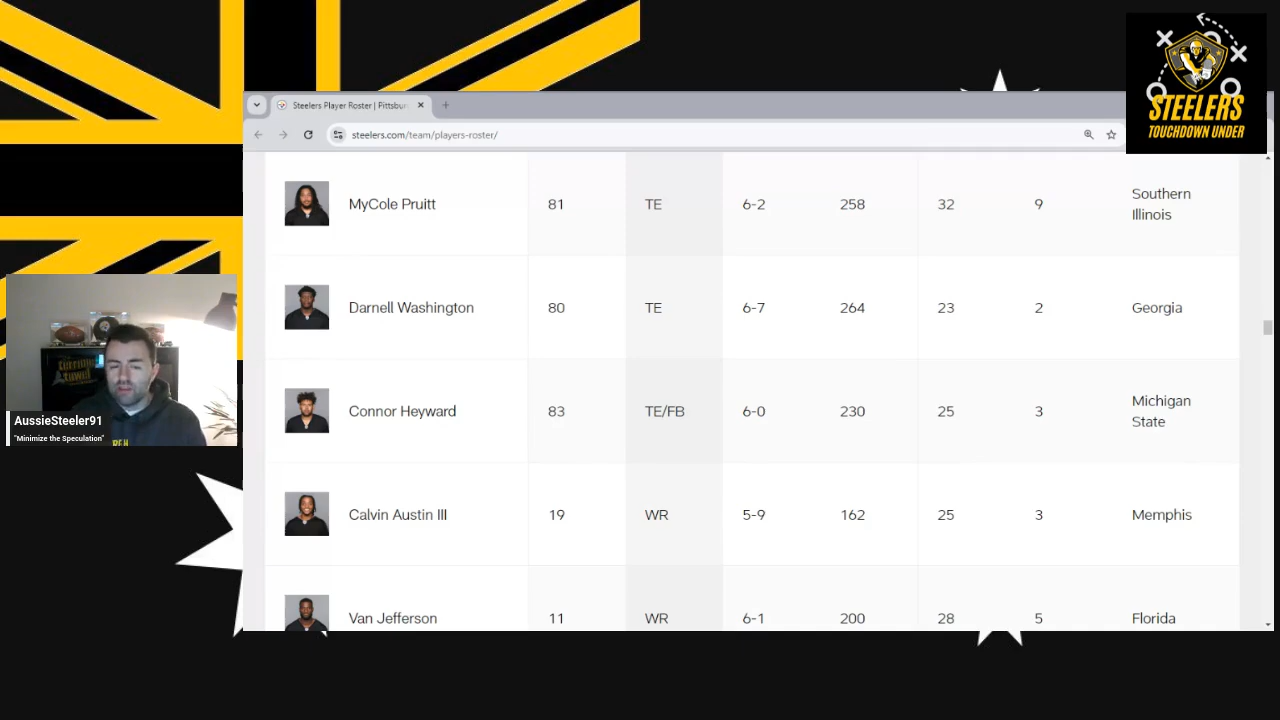 STEELERS
TOUCHDOWN UNDER
Steelers Player Roster | Pittsbur
steelers.com/team/players-roster/
MyCole Pruitt 81 TE 6-2 258 32 9 Southern Illinois
Darnell Washington 80 TE 6-7 264 23 2 Georgia
Connor Heyward 83 TE/FB 6-0 230 25 3 Michigan State
Calvin Austin III 19 WR 5-9 162 25 3 Memphis
Van Jefferson 11 WR 6-1 200 28 5 Florida
AussieSteeler91
"Minimize the Speculation"